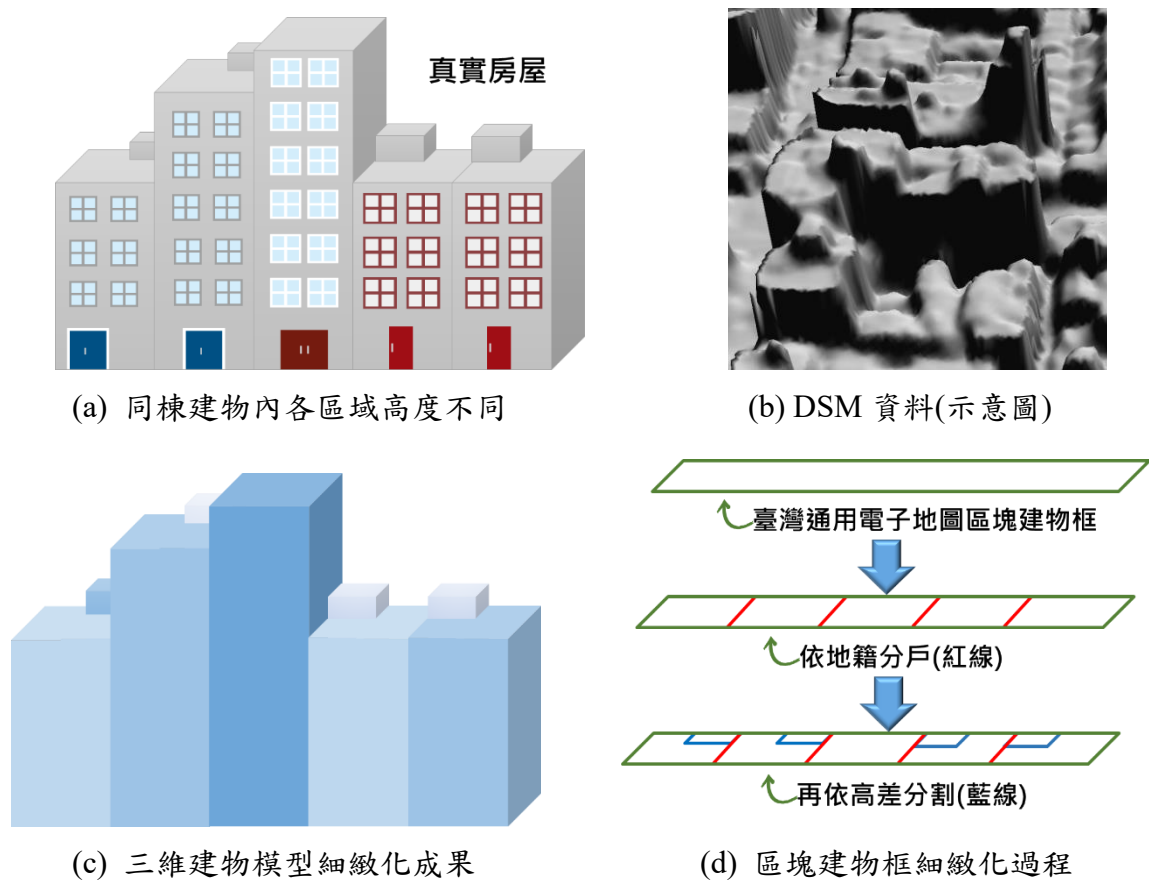 真實房屋
(a) 同棟建物內各區域高度不同
(b) DSM 資料(示意圖)
臺灣通用電子地圖區塊建物框
依地籍分戶(紅線)
再依高差分割(藍線)
(c) 三維建物模型細緻化成果
(d) 區塊建物框細緻化過程